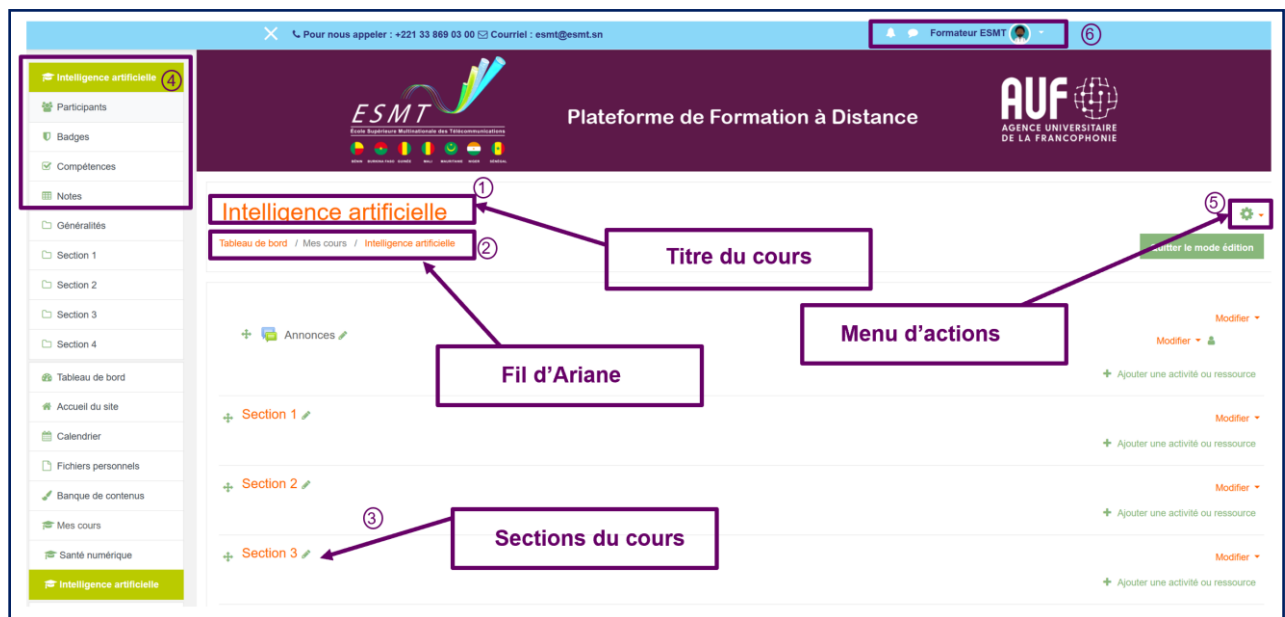 Pour nous appeler : +221 33 869 03 00 Courriel : esmt@esmt.sn
Formateur ESMT
6
Intelligence artificielle
4
Participants
Badges
Compétences
Notes
Généralités
Section 1
Section 2
Section 3
Section 4
Tableau de bord
Accueil du site
Calendrier
Fichiers personnels
Banque de contenus
Mes cours
Santé numérique
Intelligence artificielle
ESMT
École Supérieure Multinationale des Télécommunications
BÉNIN BURKINA FASO GUINÉE MALI MAURITANIE NIGER SÉNÉGAL
Plateforme de Formation à Distance
AUF
AGENCE UNIVERSITAIRE
DE LA FRANCOPHONIE
1
Intelligence artificielle
Tableau de bord / Mes cours / Intelligence artificielle
2
Titre du cours
5
le mode édition
Annonces
Fil d'Ariane
Menu d'actions
Modifier
Modifier
Ajouter une activité ou ressource
Section 1
Modifier
Ajouter une activité ou ressource
Section 2
Modifier
Ajouter une activité ou ressource
3
Sections du cours
Section 3
Modifier
Ajouter une activité ou ressource